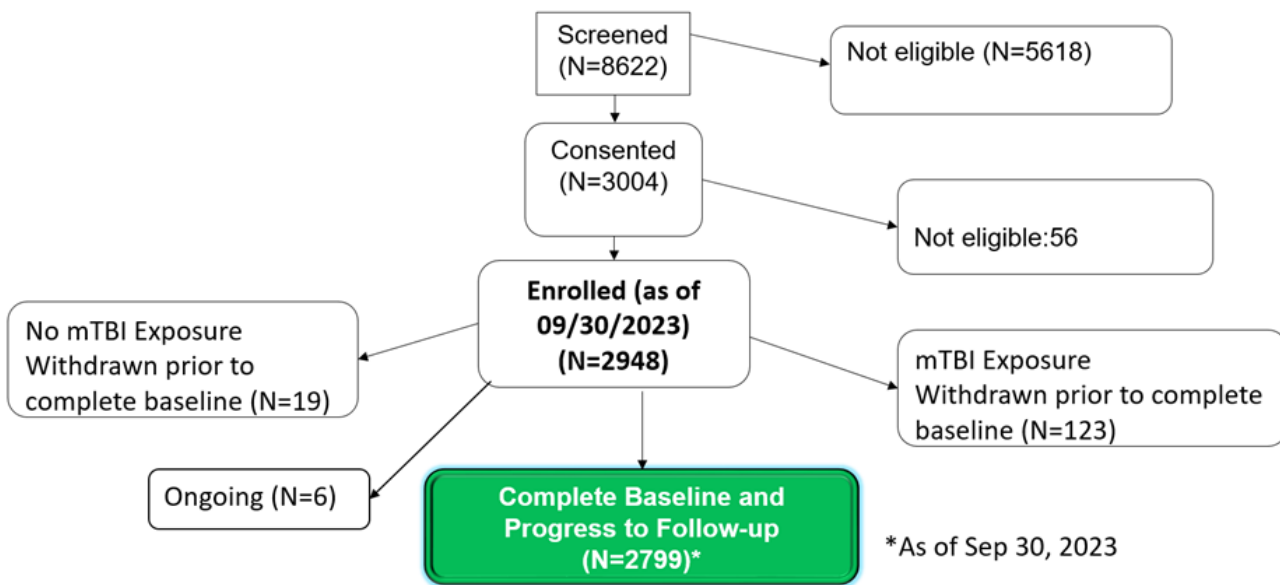 Screened
(N=8622)
Not eligible (N=5618)
Consented
(N=3004)
Not eligible:56
Enrolled (as of
09/30/2023)
(N=2948)
No mTBI Exposure
Withdrawn prior to
complete baseline (N=19)
mTBI Exposure
Withdrawn prior to complete
baseline (N=123)
Ongoing (N=6)
Complete Baseline and
Progress to Follow-up
(N=2799)*
*As of Sep 30, 2023